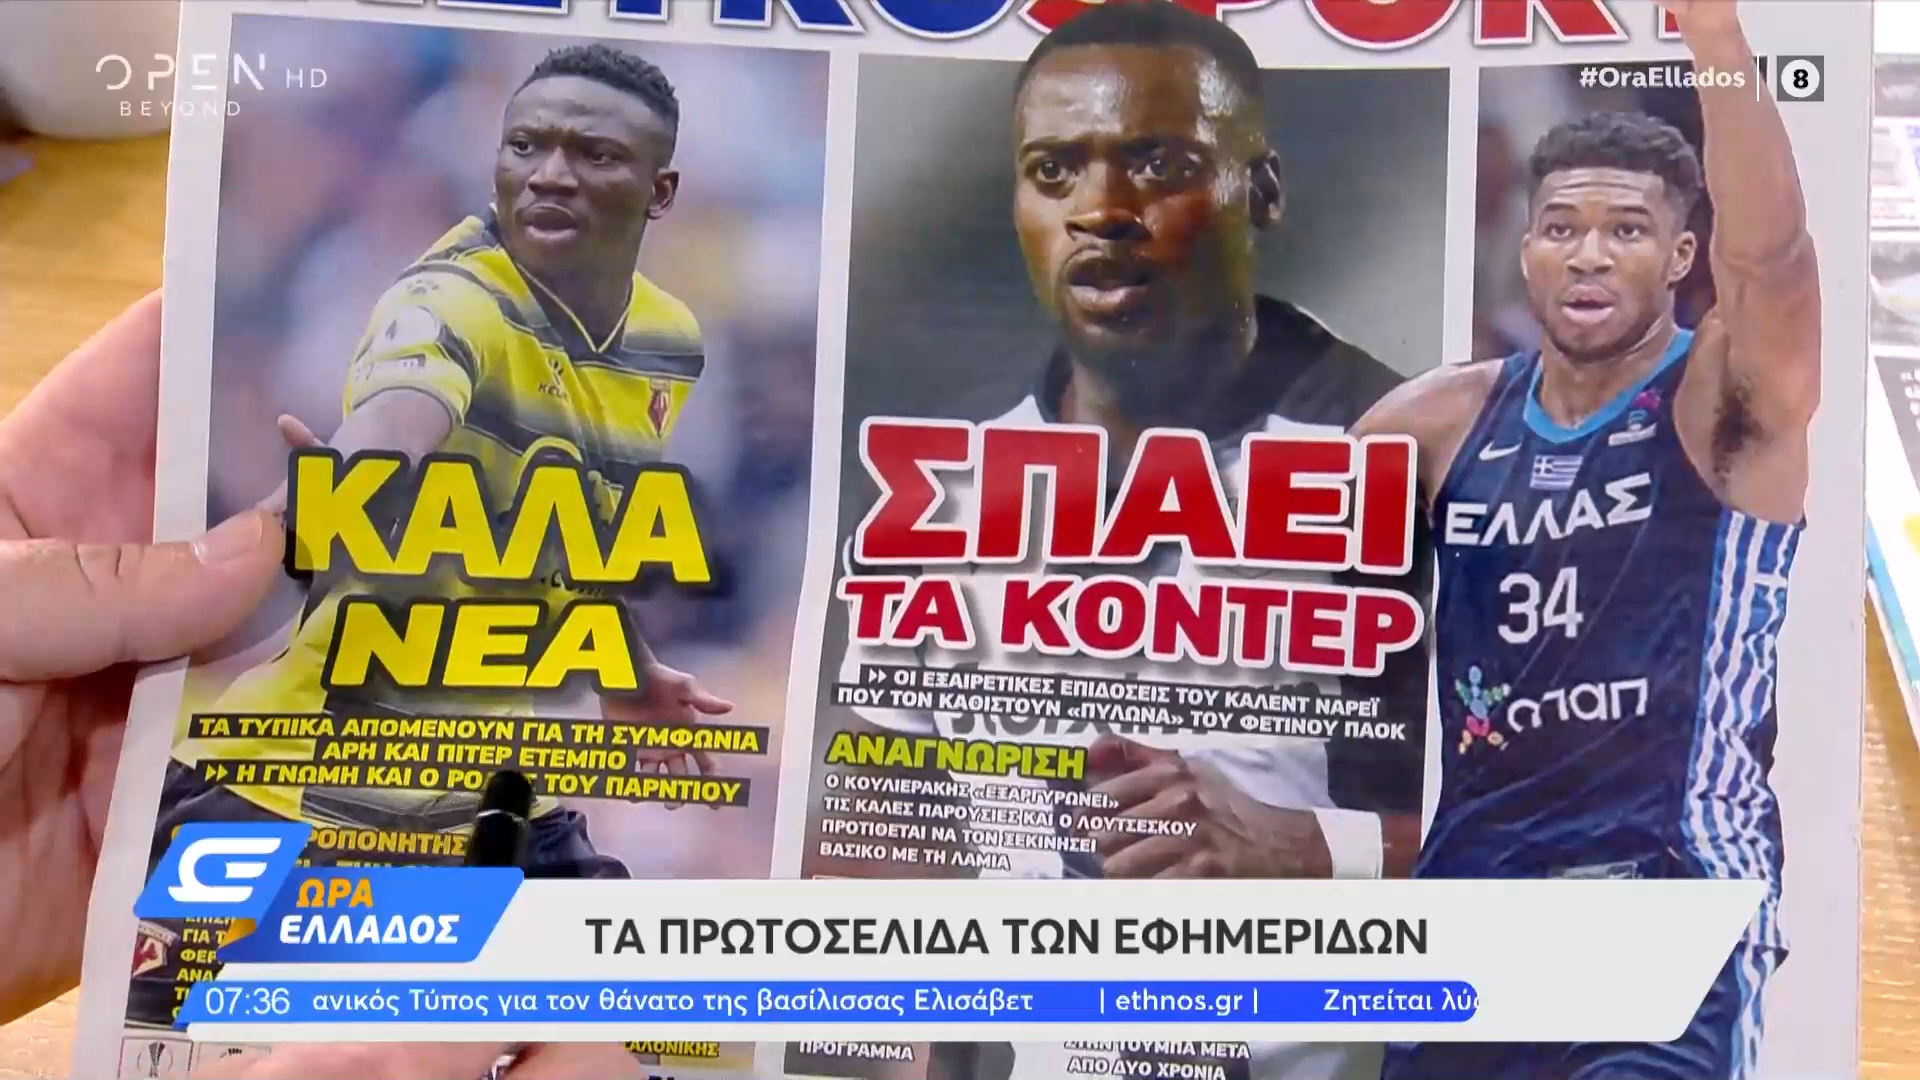 OPEN HD
BEYOND
#OraEllados
8
ΚΑΛΑ
ΝΕΑ
ΤΑ ΤΥΠΙΚΑ ΑΠΟΜΕΝΟΥΝ ΓΙΑ ΤΗ ΣΥΜΦΩΝΙΑ
ΑΡΗ ΚΑΙ ΠΙΤΕΡ ΕΤΕΜΠΟ
Η ΓΝΩΜΗ ΚΑΙ Ο ΤΟΥ ΠΑΡΝΤΙΟΥ
ΣΠΑΕΙ
ΤΑ ΚΟΝΤΕΡ
ΟΙ ΕΞΑΙΡΕΤΙΚΕΣ ΕΠΙΔΟΣΕΙΣ ΤΟΥ ΚΑΛΕΝΤ ΝΑΡΕΪ
ΠΟΥ ΤΟΝ ΚΑΘΙΣΤΟΥΝ «ΠΥΛΩΝΑ» ΤΟΥ ΦΕΤΙΝΟΥ ΠΑΟΚ
ΑΝΑΓΝΩΡΙΣΗ
Ο ΚΟΥΛΙΕΡΑΚΗΣ «ΕΞΑΡΓΥΡΩΝΕΙ»
ΤΙΣ ΚΑΛΕΣ ΠΑΡΟΥΣΙΕΣ ΚΑΙ Ο ΛΟΥΤΣΕΣΚΟΥ
ΠΡΟΤΙΘΕΤΑΙ ΝΑ ΤΟΝ ΞΕΚΙΝΗΣΕΙ
ΒΑΣΙΚΟ ΜΕ ΤΗ ΛΑΜΙΑ
ΕΛΛΑΣ
34
οπαπ
ΩΡΑ
ΕΛΛΑΔΟΣ
ΤΑ ΠΡΩΤΟΣΕΛΙΔΑ ΤΩΝ ΕΦΗΜΕΡΙΔΩΝ
07:36 ανικός Τύπος για τον θάνατο της βασίλισσας Ελισάβετ | ethnos.gr | Ζητείται
ΠΡΟΓΡΑΜΜΑ
ΣΤΗΝ ΤΟΥΜΠΑ ΜΕΤΑ
ΑΠΟ ΔΥΟ ΧΡΟΝΙΑ